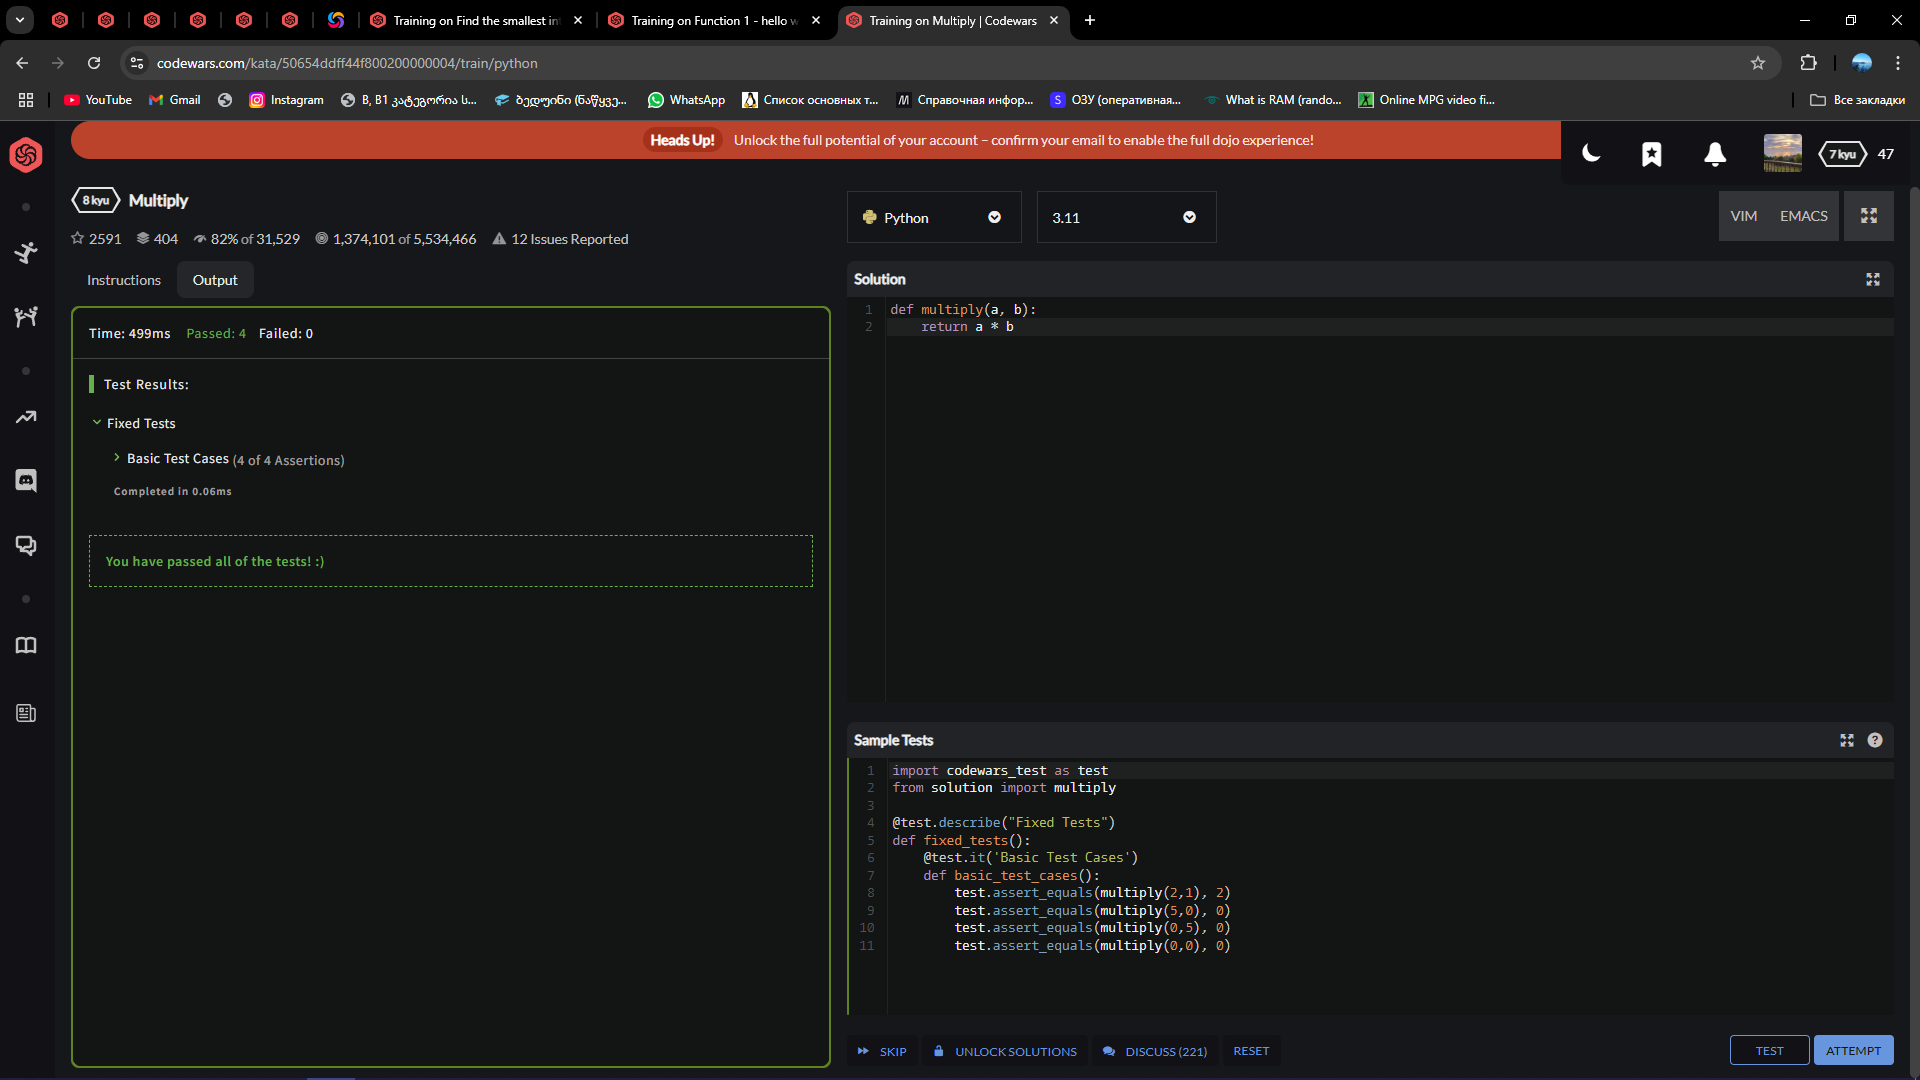 Training on Find the smallest in
Training on Function 1 - hello w
Training on Multiply | Codewars
codewars.com/kata/50654ddff44f800200000004/train/python
YouTube
Gmail
Instagram
B, B1 კატეგორია ს...
ბედუინი (ნაწყვე...
WhatsApp
Список основных т...
Справочная инфор...
ОЗУ (оперативная...
What is RAM (rando...
Online MPG video fi...
Все закладки
Heads Up! Unlock the full potential of your account – confirm your email to enable the full dojo experience!
7 kyu 47
8 kyu Multiply
2591 404 82% of 31,529 1,374,101 of 5,534,466 12 Issues Reported
Instructions Output
Time: 499ms Passed: 4 Failed: 0
Test Results:
Fixed Tests
Basic Test Cases (4 of 4 Assertions)
Completed in 0.06ms
You have passed all of the tests! :)
Python
3.11
VIM EMACS
Solution
1 def multiply(a, b):
2 return a * b
Sample Tests
1 import codewars_test as test
2 from solution import multiply
3
4 @test.describe("Fixed Tests")
5 def fixed_tests():
6 @test.it('Basic Test Cases')
7 def basic_test_cases():
8 test.assert_equals(multiply(2,1), 2)
9 test.assert_equals(multiply(5,0), 0)
10 test.assert_equals(multiply(0,5), 0)
11 test.assert_equals(multiply(0,0), 0)
SKIP UNLOCK SOLUTIONS DISCUSS (221) RESET
TEST ATTEMPT